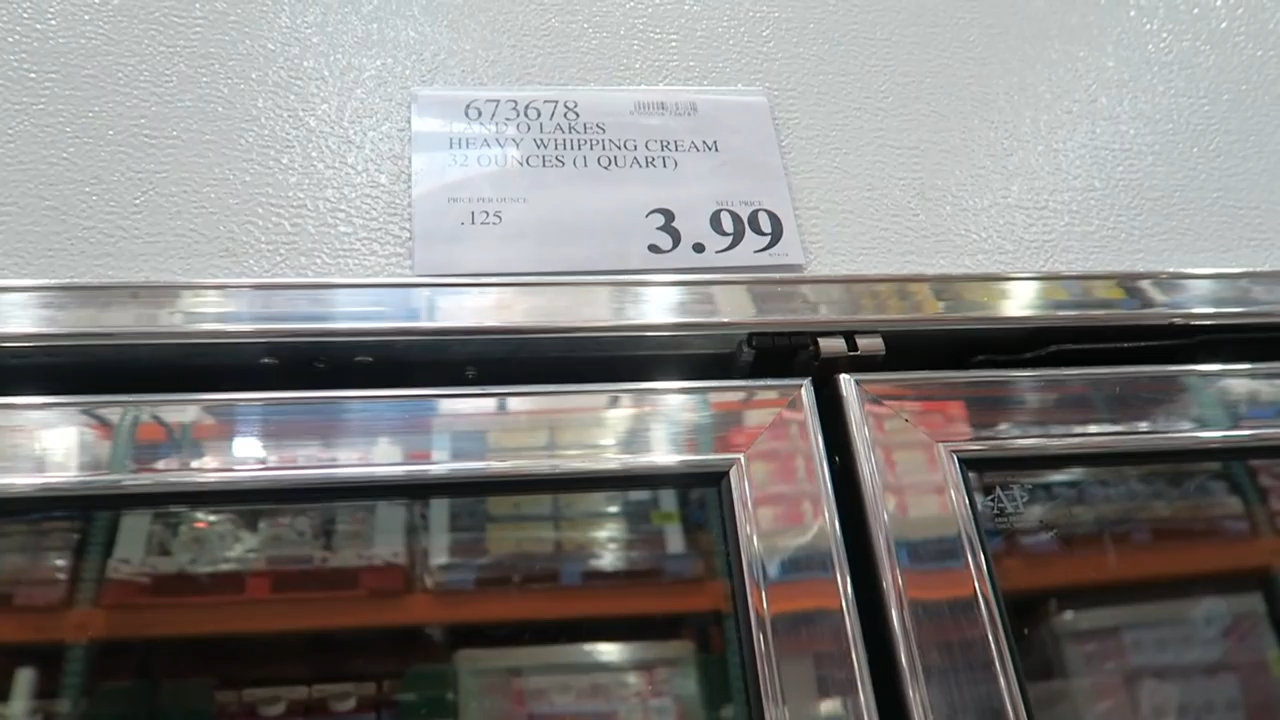 673678
LAND O LAKES
HEAVY WHIPPING CREAM
32 OUNCES (1 QUART)
PRICE PER OUNCE
.125
SELL PRICE
3.99